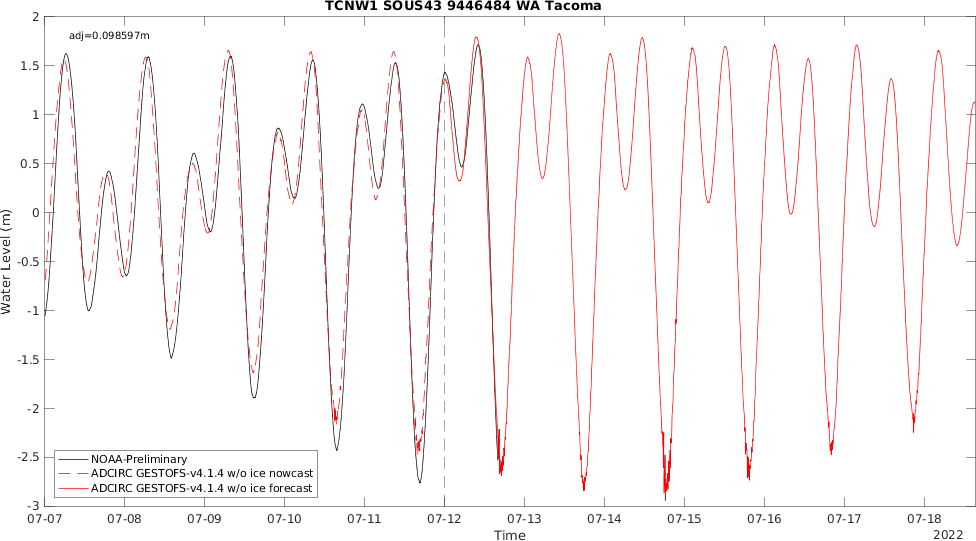 TCNW1 SOUS43 9446484 WA Tacoma
adj=0.098597m
2
1.5
1
0.5
0
-0.5
-1
-1.5
-2
-2.5
-3
Water Level (m)
NOAA-Preliminary
ADCIRC GESTOFS-v4.1.4 w/o ice nowcast
ADCIRC GESTOFS-v4.1.4 w/o ice forecast
07-07 07-08 07-09 07-10 07-11 07-12 07-13 07-14 07-15 07-16 07-17 07-18
Time
2022